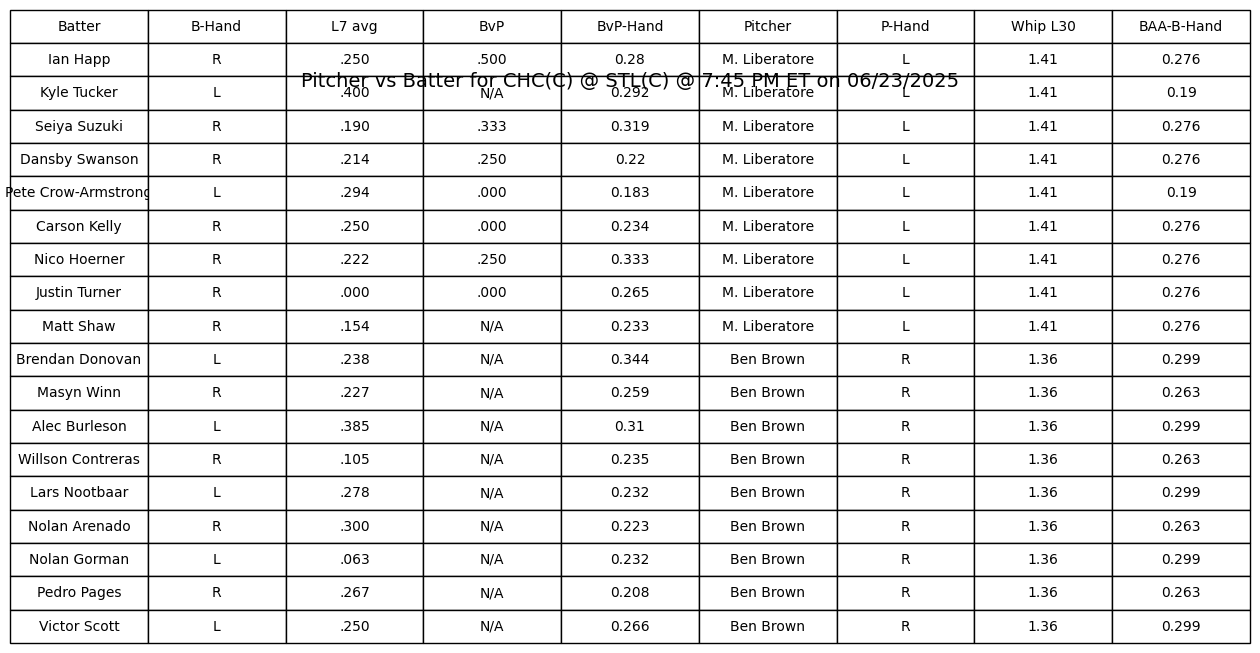 Batter B-Hand L7 avg BvP BvP-Hand Pitcher P-Hand Whip L30 BAA-B-Hand
Ian Happ R .250 .500 0.28 M. Liberatore L 1.41 0.276
Pitcher vs Batter for CHC(C) @ STL(C) @ 7:45 PM ET on 06/23/2025
Kyle Tucker L .400 N/A 0.292 M. Liberatore L 1.41 0.19
Seiya Suzuki R .190 .333 0.319 M. Liberatore L 1.41 0.276
Dansby Swanson R .214 .250 0.22 M. Liberatore L 1.41 0.276
Pete Crow-Armstrong L .294 .000 0.183 M. Liberatore L 1.41 0.19
Carson Kelly R .250 .000 0.234 M. Liberatore L 1.41 0.276
Nico Hoerner R .222 .250 0.333 M. Liberatore L 1.41 0.276
Justin Turner R .000 .000 0.265 M. Liberatore L 1.41 0.276
Matt Shaw R .154 N/A 0.233 M. Liberatore L 1.41 0.276
Brendan Donovan L .238 N/A 0.344 Ben Brown R 1.36 0.299
Masyn Winn R .227 N/A 0.259 Ben Brown R 1.36 0.263
Alec Burleson L .385 N/A 0.31 Ben Brown R 1.36 0.299
Willson Contreras R .105 N/A 0.235 Ben Brown R 1.36 0.263
Lars Nootbaar L .278 N/A 0.232 Ben Brown R 1.36 0.299
Nolan Arenado R .300 N/A 0.223 Ben Brown R 1.36 0.263
Nolan Gorman L .063 N/A 0.232 Ben Brown R 1.36 0.299
Pedro Pages R .267 N/A 0.208 Ben Brown R 1.36 0.263
Victor Scott L .250 N/A 0.266 Ben Brown R 1.36 0.299